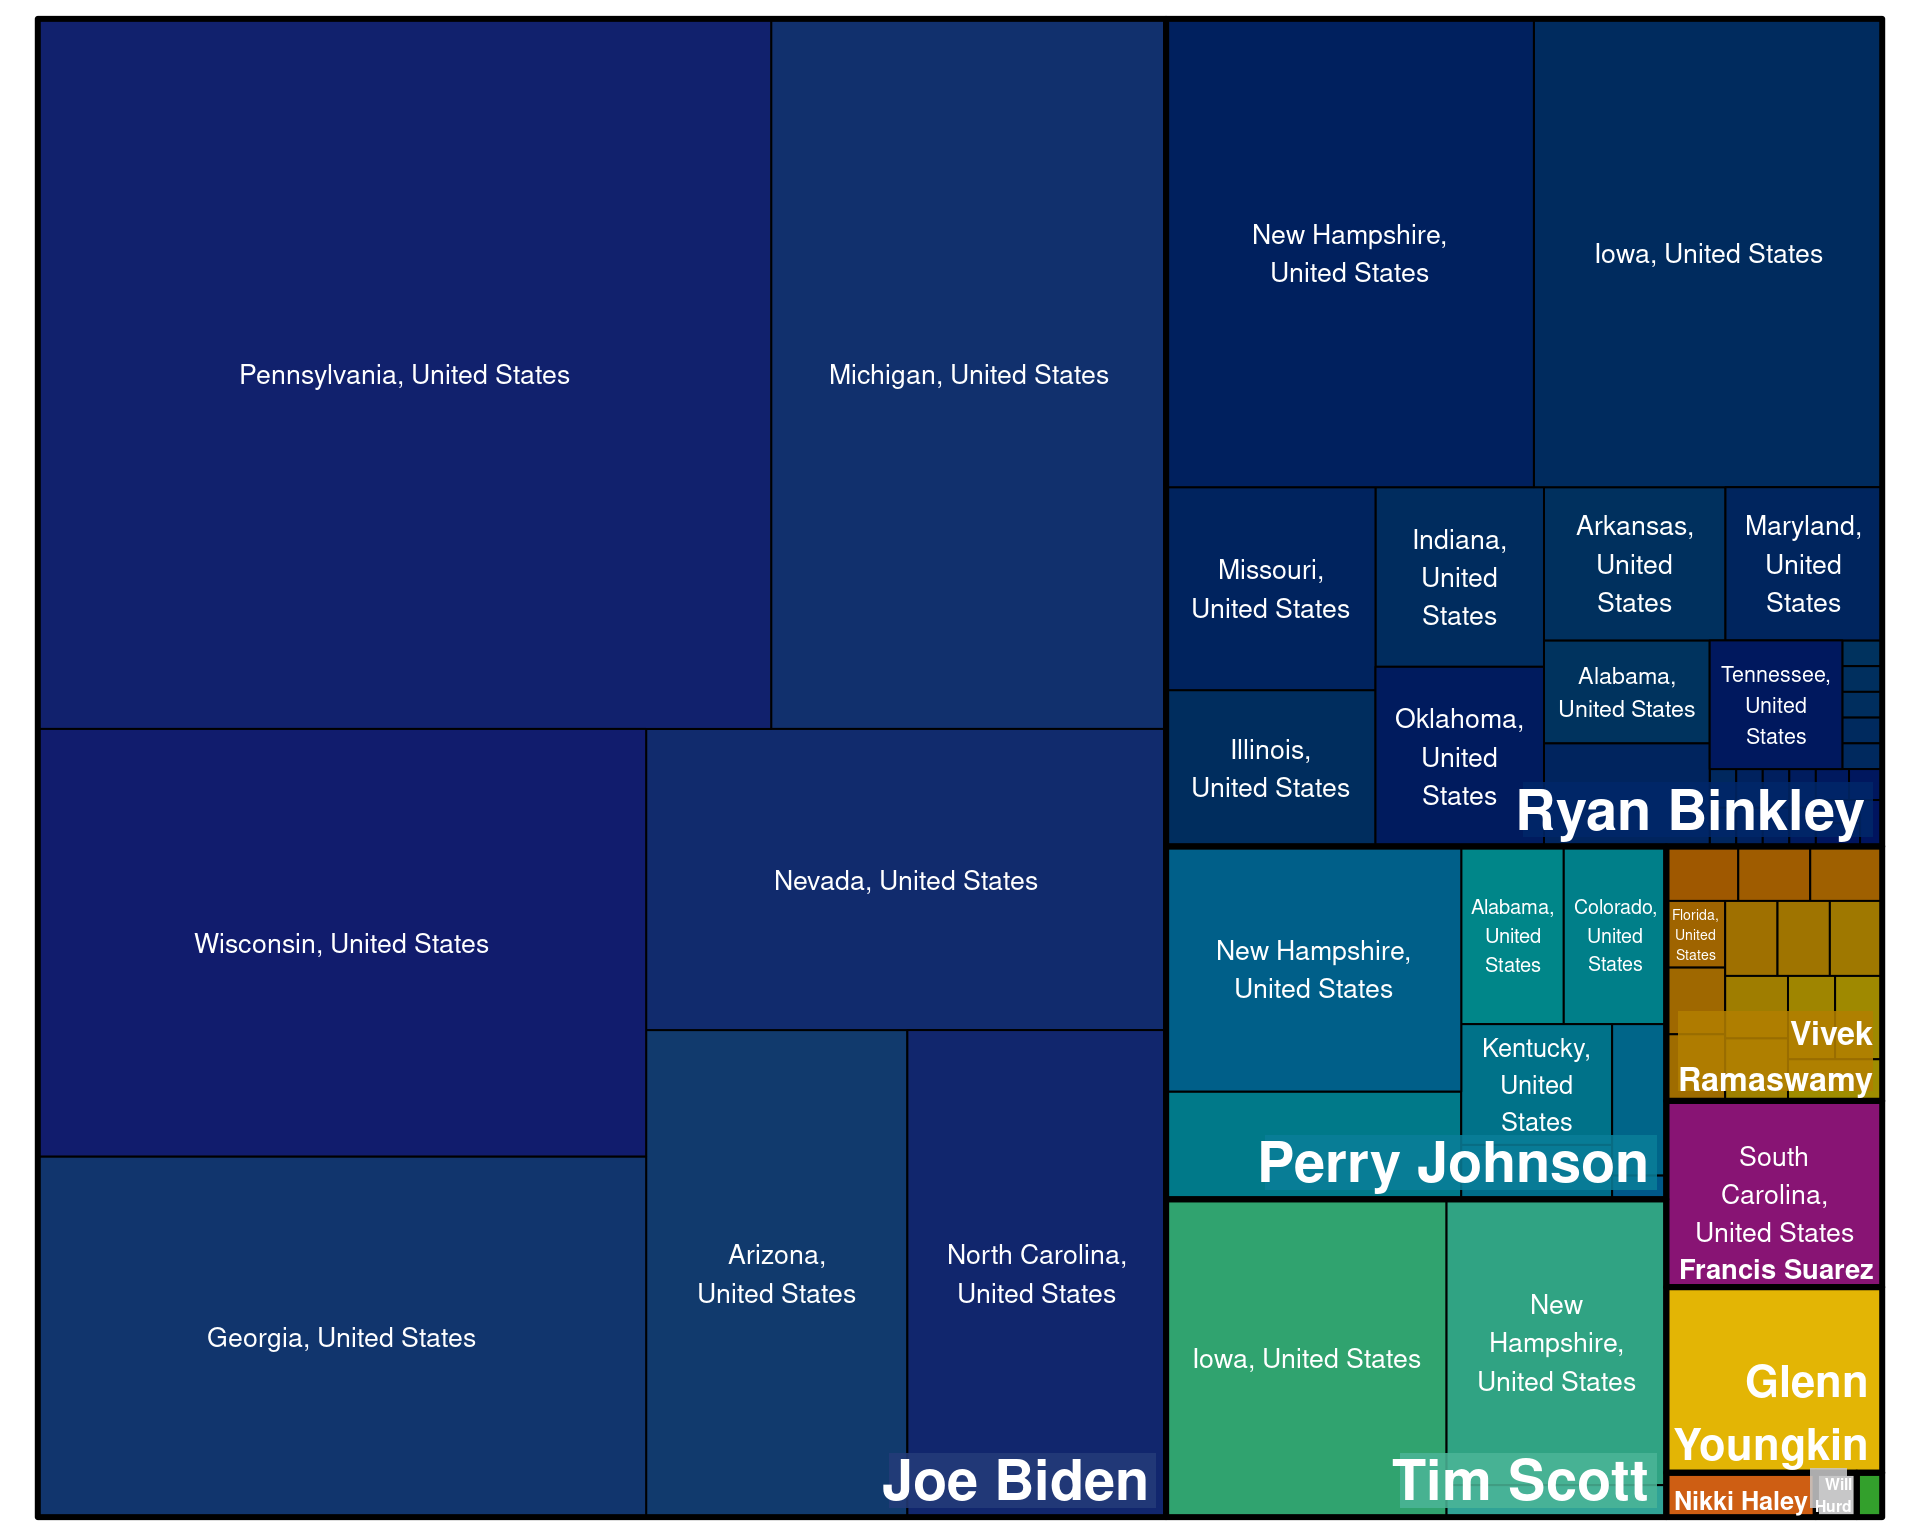 Pennsylvania, United States
Michigan, United States
Wisconsin, United States
Nevada, United States
Georgia, United States
Arizona,
United States
North Carolina,
United States
Joe Biden
New Hampshire,
United States
Iowa, United States
Missouri,
United States
Indiana,
United
States
Arkansas,
United
States
Maryland,
United
States
Illinois,
United States
Oklahoma,
United
States
Alabama,
United States
Tennessee,
United
States
Ryan Binkley
New Hampshire,
United States
Alabama,
United
States
Colorado,
United
States
Kentucky,
United
States
Perry Johnson
Florida,
United
States
Vivek
Ramaswamy
Iowa, United States
New
Hampshire,
United States
Tim Scott
South
Carolina,
United States
Francis Suarez
Glenn
Youngkin
Nikki Haley
Will
Hurd